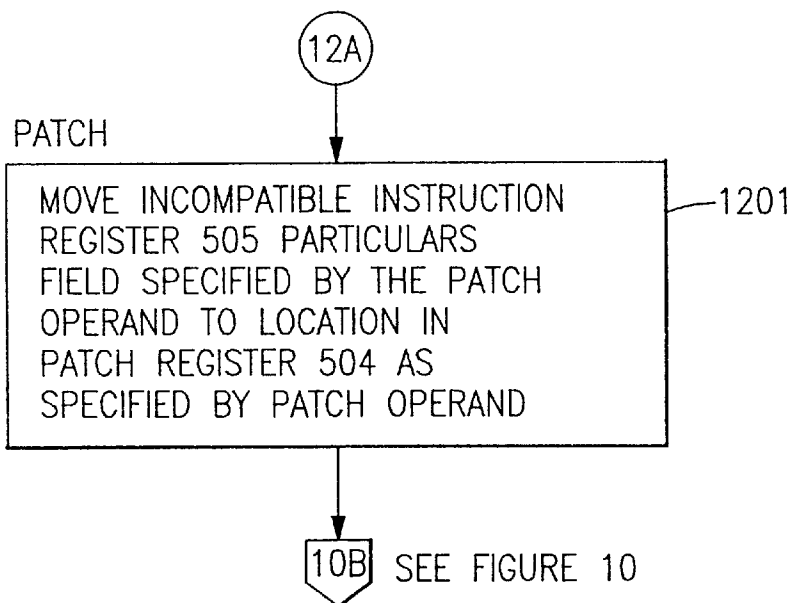 12A
PATCH
MOVE INCOMPATIBLE INSTRUCTION
REGISTER 505 PARTICULARS
FIELD SPECIFIED BY THE PATCH
OPERAND TO LOCATION IN
PATCH REGISTER 504 AS
SPECIFIED BY PATCH OPERAND
1201
10B SEE FIGURE 10